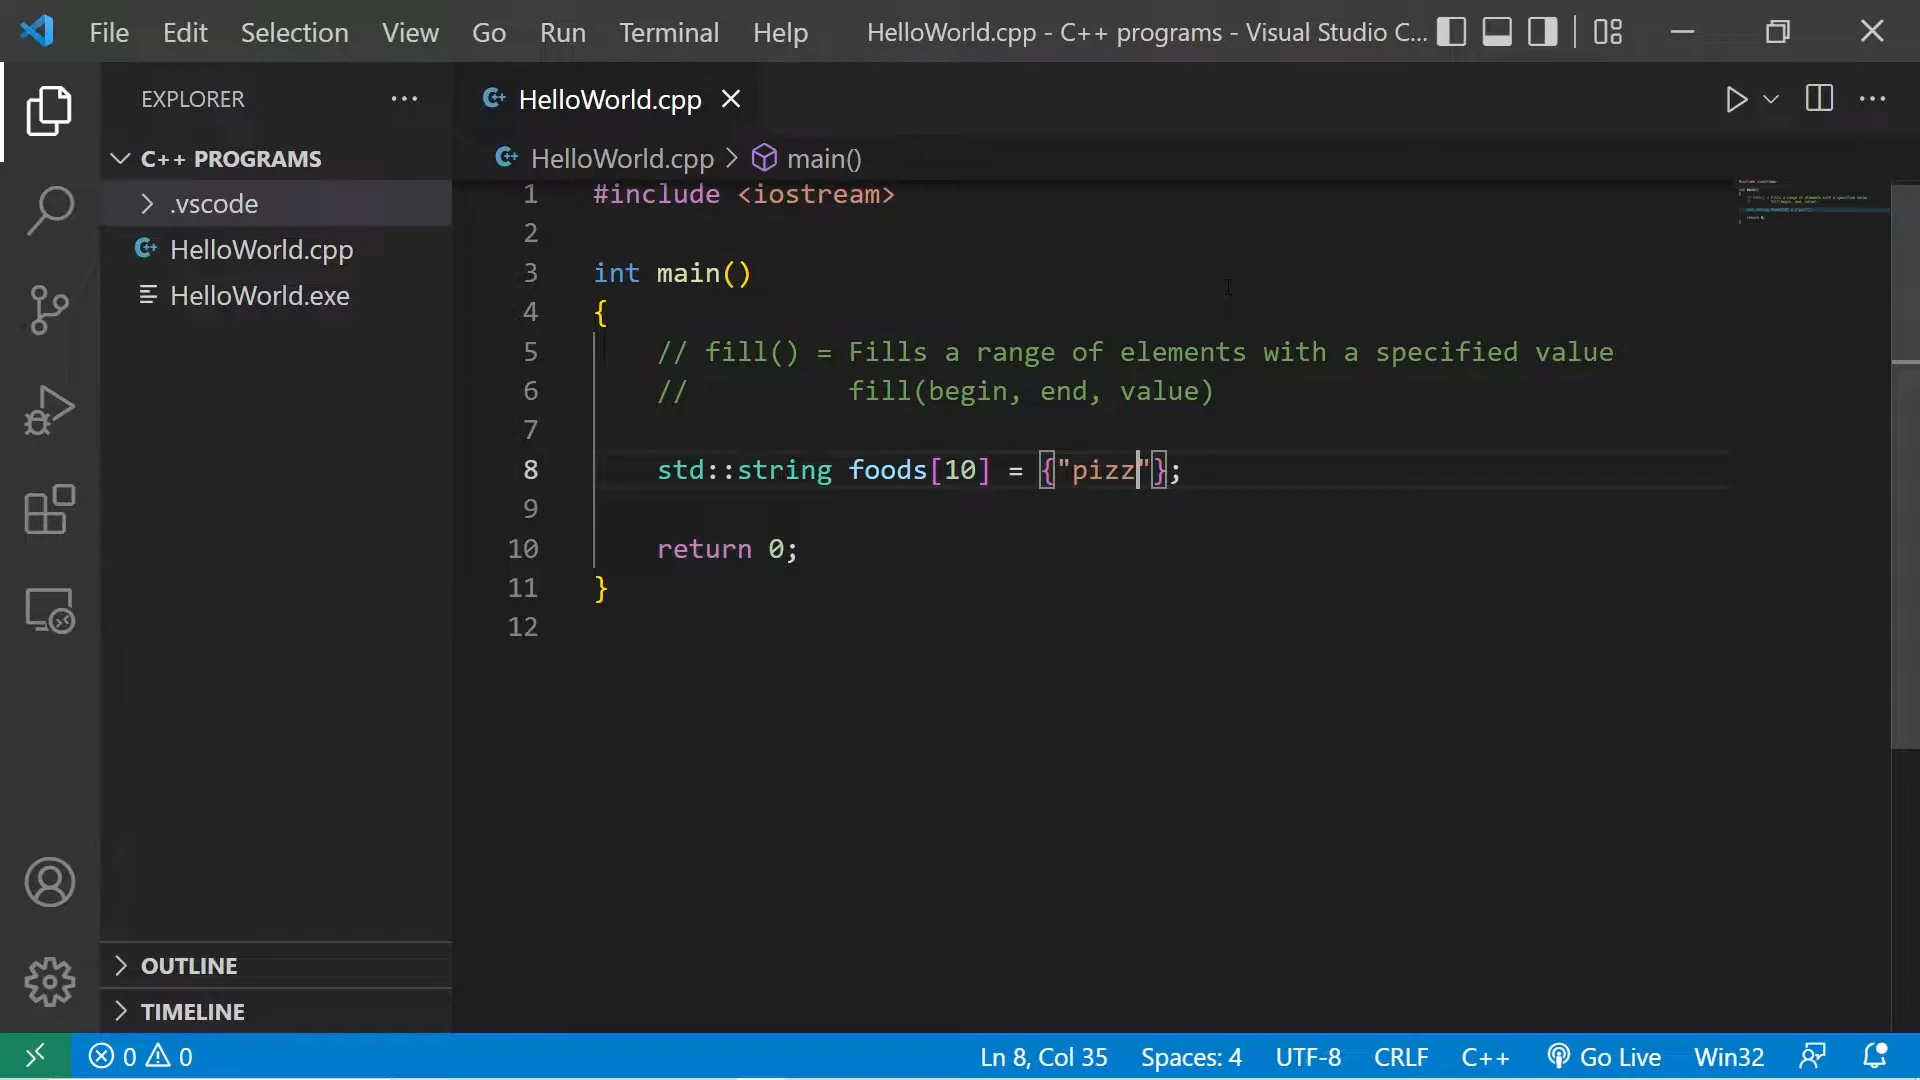 File Edit Selection View Go Run Terminal Help HelloWorld.cpp - C++ programs - Visual Studio C...
EXPLORER
HelloWorld.cpp
C++ PROGRAMS
HelloWorld.cpp > main()
.vscode
HelloWorld.cpp
HelloWorld.exe
1 #include <iostream>
2
3 int main()
4 {
5 // fill() = Fills a range of elements with a specified value
6 // fill(begin, end, value)
7
8 std::string foods[10] = {"pizz"};
9
10 return 0;
11 }
12
OUTLINE
TIMELINE
0 0 Ln 8, Col 35 Spaces: 4 UTF-8 CRLF C++ Go Live Win32